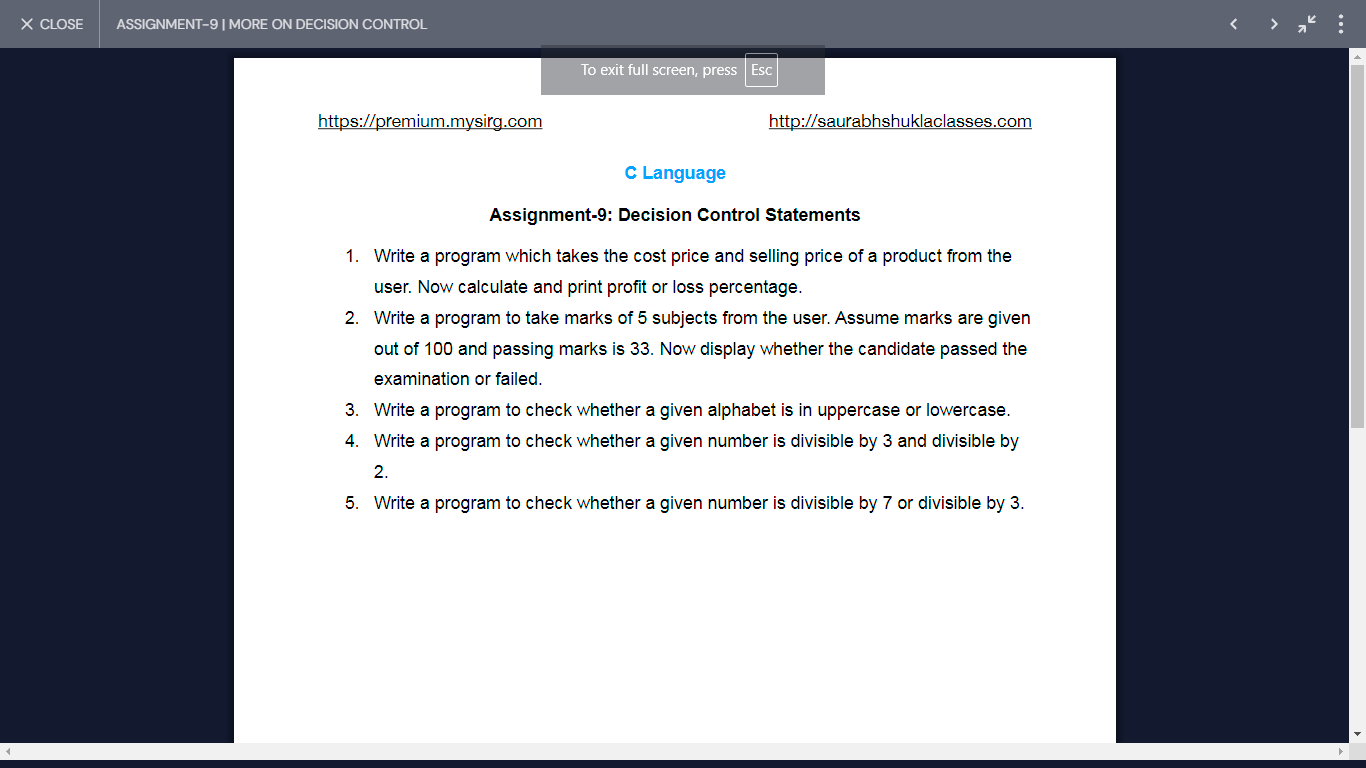 CLOSE ASSIGNMENT-9 | MORE ON DECISION CONTROL
To exit full screen, press Esc
https://premium.mysirg.com http://saurabhshuklaclasses.com
C Language
Assignment-9: Decision Control Statements
1. Write a program which takes the cost price and selling price of a product from the
user. Now calculate and print profit or loss percentage.
2. Write a program to take marks of 5 subjects from the user. Assume marks are given
out of 100 and passing marks is 33. Now display whether the candidate passed the
examination or failed.
3. Write a program to check whether a given alphabet is in uppercase or lowercase.
4. Write a program to check whether a given number is divisible by 3 and divisible by
2.
5. Write a program to check whether a given number is divisible by 7 or divisible by 3.